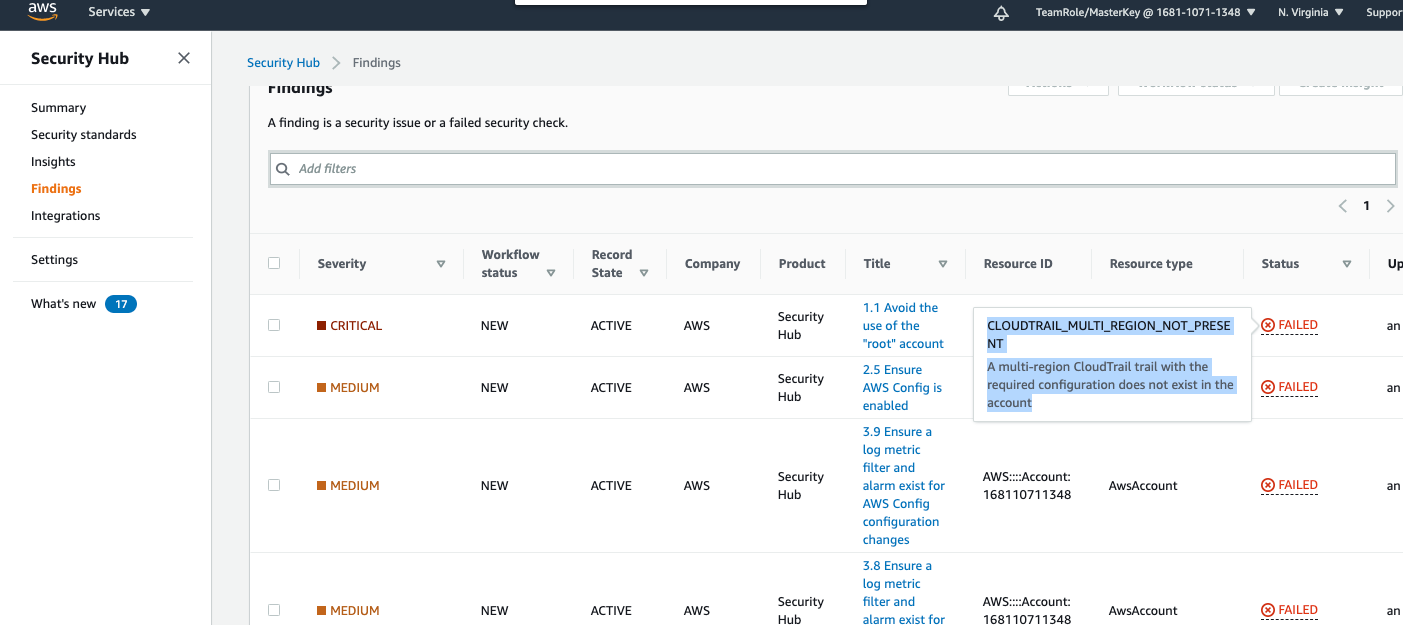 aws
Services
TeamRole/MasterKey @ 1681-1071-1348
N. Virginia
Suppor
Security Hub
Security Hub
Findings
Summary
Security standards
Insights
Findings
Integrations
Settings
What's new 17
Findings
Actions
Workflow status
Create insight
A finding is a security issue or a failed security check.
Add filters
1
Severity
Workflow
status
Record
State
Company
Product
Title
Resource ID
Resource type
Status
Up
CRITICAL
NEW
ACTIVE
AWS
Security
Hub
1.1 Avoid the
use of the
"root" account
CLOUDTRAIL_MULTI_REGION_NOT_PRESE
NT
A multi-region CloudTrail trail with the
required configuration does not exist in the
account
FAILED
an
MEDIUM
NEW
ACTIVE
AWS
Security
Hub
2.5 Ensure
AWS Config is
enabled
FAILED
an
MEDIUM
NEW
ACTIVE
AWS
Security
Hub
3.9 Ensure a
log metric
filter and
alarm exist for
AWS Config
configuration
changes
AWS::::Account:
168110711348
AwsAccount
FAILED
an
MEDIUM
NEW
ACTIVE
AWS
Security
Hub
3.8 Ensure a
log metric
filter and
alarm exist for
AWS::::Account:
168110711348
AwsAccount
FAILED
an